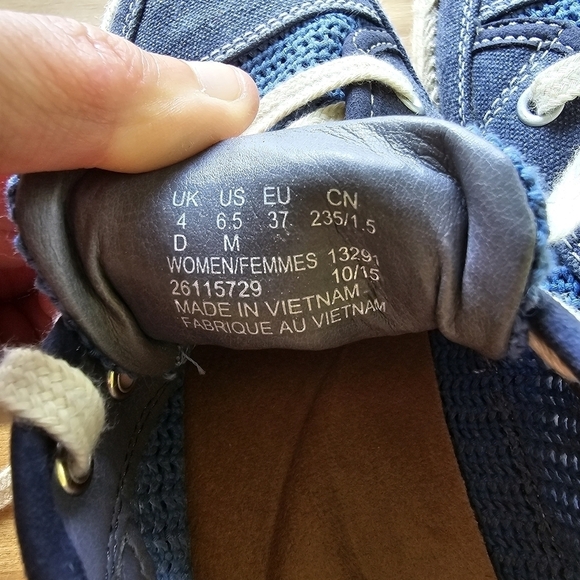 UK US EU CN
4 6.5 37 235/1.5
D M
WOMEN/FEMMES 13291
26115729 10/15
MADE IN VIETNAM
FABRIQUE AU VIETNAM